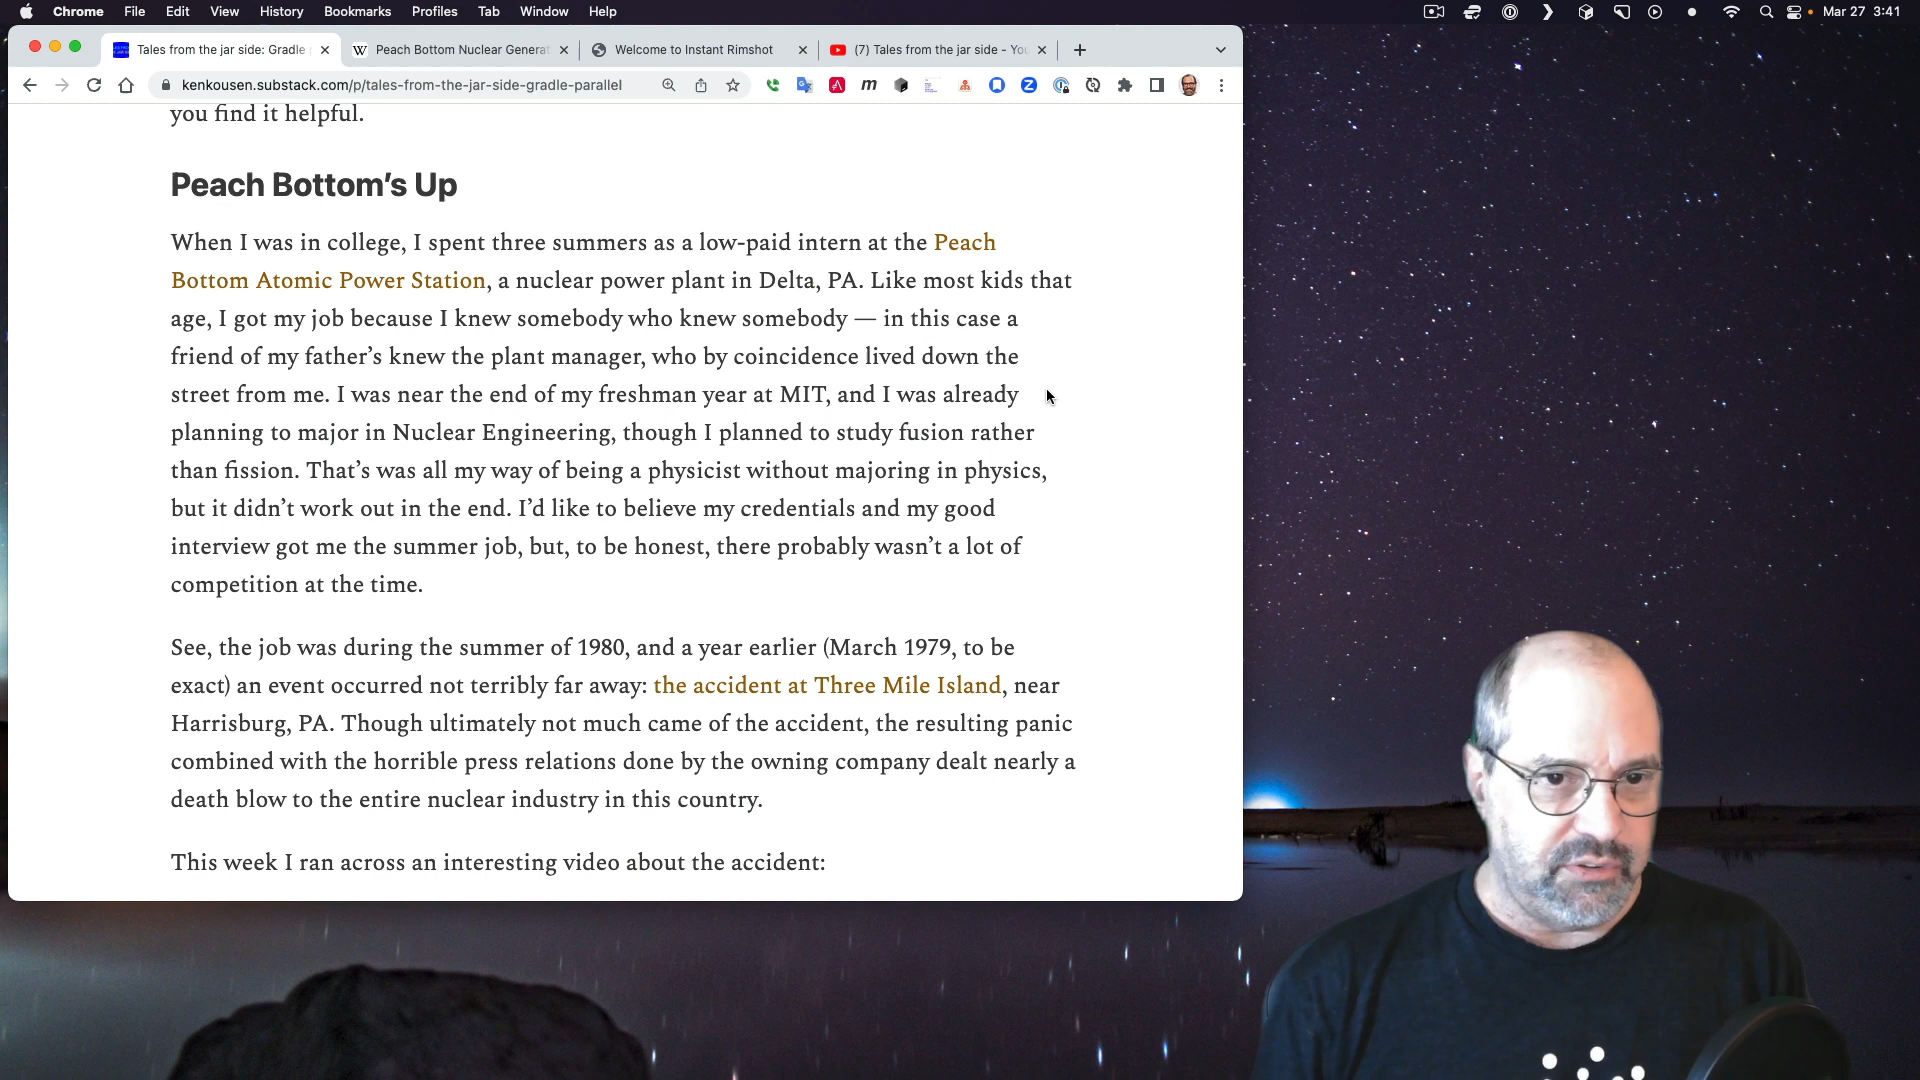 Chrome File Edit View History Bookmarks Profiles Tab Window Help Mar 27 3:41
Tales from the jar side: Gradle Peach Bottom Nuclear Generat Welcome to Instant Rimshot (7) Tales from the jar side - You
kenkousen.substack.com/p/tales-from-the-jar-side-gradle-parallel
you find it helpful.
Peach Bottom’s Up
When I was in college, I spent three summers as a low-paid intern at the Peach
Bottom Atomic Power Station, a nuclear power plant in Delta, PA. Like most kids that
age, I got my job because I knew somebody who knew somebody — in this case a
friend of my father’s knew the plant manager, who by coincidence lived down the
street from me. I was near the end of my freshman year at MIT, and I was already
planning to major in Nuclear Engineering, though I planned to study fusion rather
than fission. That’s was all my way of being a physicist without majoring in physics,
but it didn’t work out in the end. I’d like to believe my credentials and my good
interview got me the summer job, but, to be honest, there probably wasn’t a lot of
competition at the time.
See, the job was during the summer of 1980, and a year earlier (March 1979, to be
exact) an event occurred not terribly far away: the accident at Three Mile Island, near
Harrisburg, PA. Though ultimately not much came of the accident, the resulting panic
combined with the horrible press relations done by the owning company dealt nearly a
death blow to the entire nuclear industry in this country.
This week I ran across an interesting video about the accident: